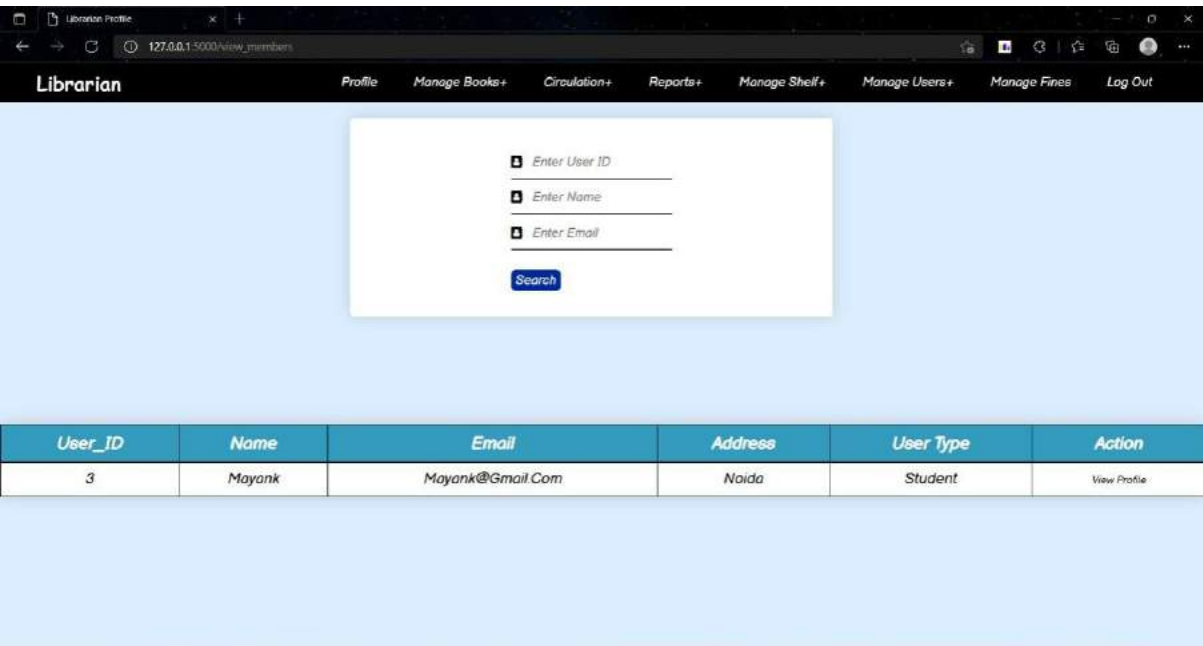 Librarian Profile
127.0.0.1:5000/view_members
Librarian Profile Manage Books+ Circulation+ Reports+ Manage Shelf+ Manage Users+ Manage Fines Log Out
Enter User ID
Enter Name
Enter Email
Search
User_ID Name Email Address User Type Action
3 Mayank Mayank@Gmail.Com Noida Student View Profile